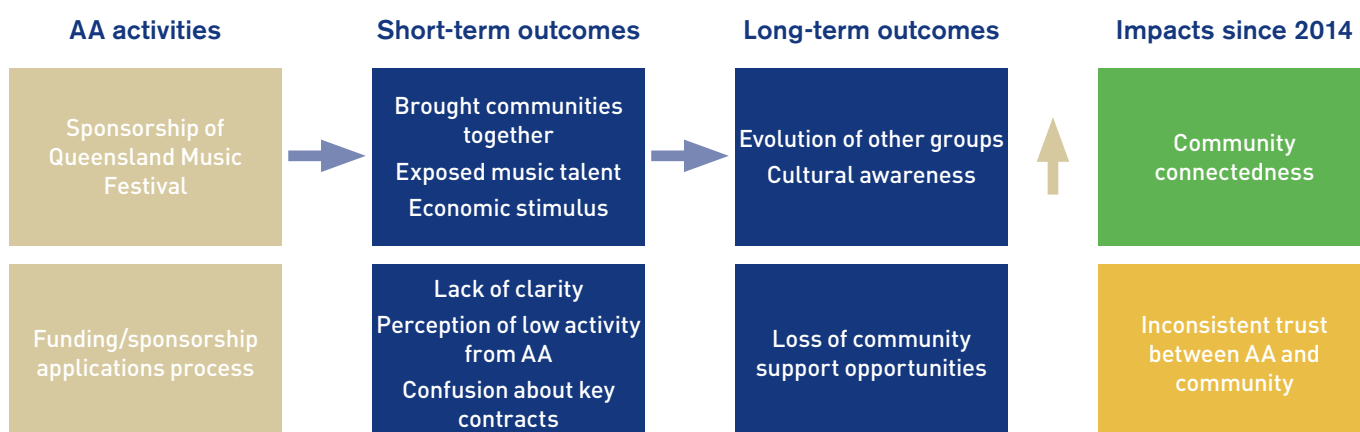 AA activities
Short-term outcomes
Long-term outcomes
Impacts since 2014
Sponsorship of
Queensland Music
Festival
Brought communities
together
Exposed music talent
Economic stimulus
Evolution of other groups
Cultural awareness
Community
connectedness
Funding/sponsorship
applications process
Lack of clarity
Perception of low activity
from AA
Confusion about key
contracts
Loss of community
support opportunities
Inconsistent trust
between AA and
community